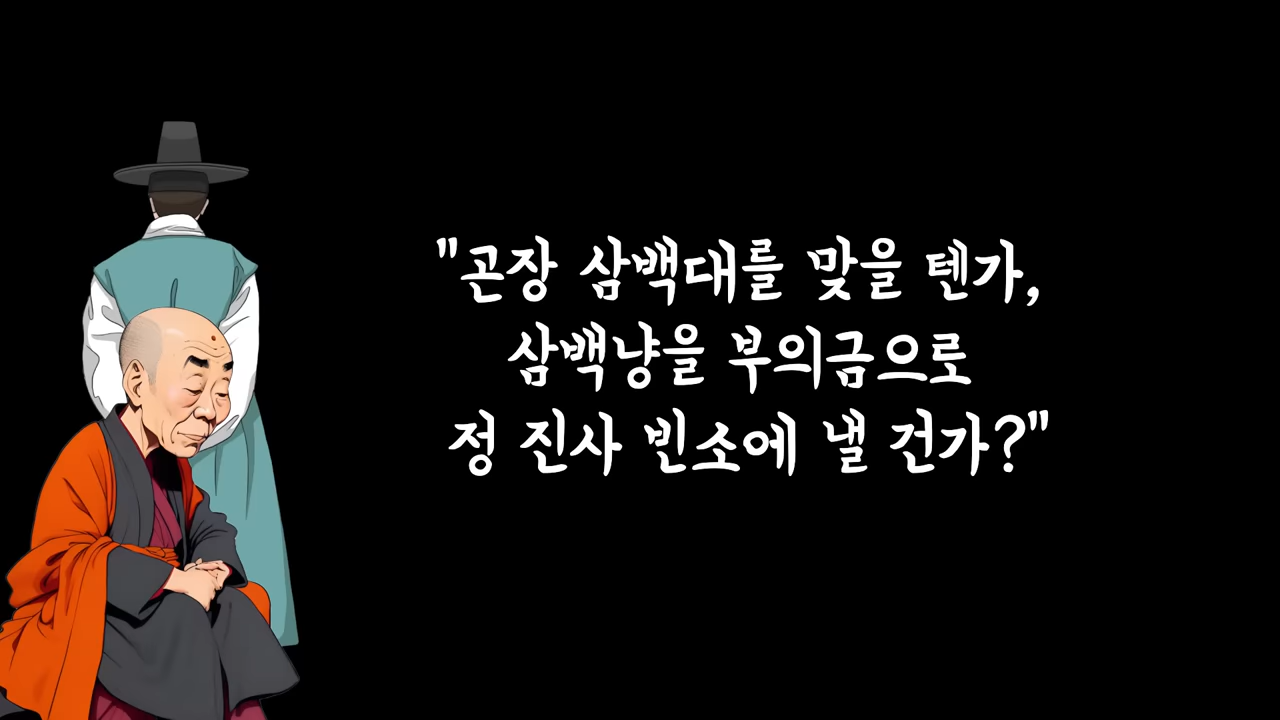 "곤장 삼백대를 맞을 텐가,
삼백냥을 부의금으로
정 진사 빈소에 낼 건가?"